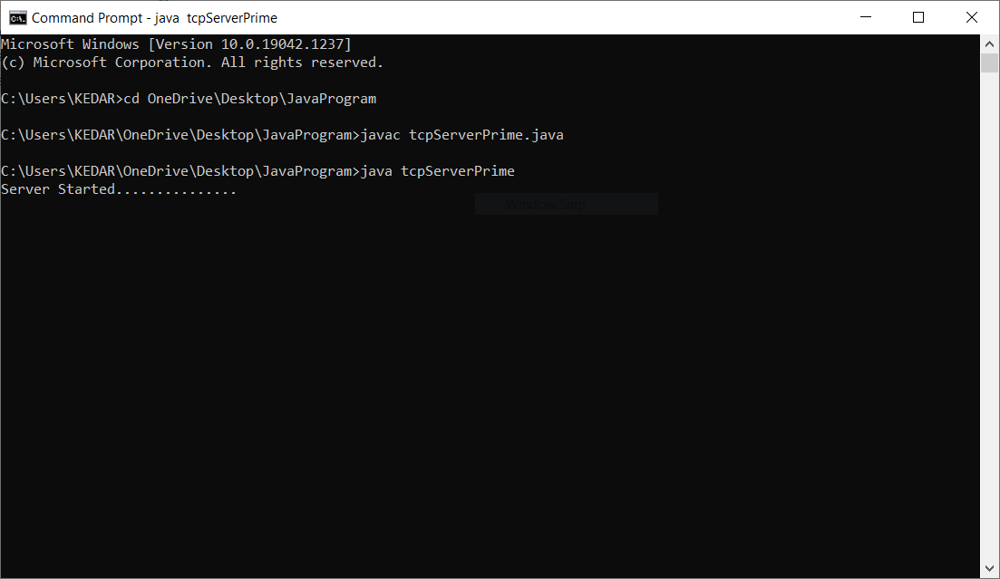 Command Prompt - java  tcpServerPrime
Microsoft Windows [Version 10.0.19042.1237]
(c) Microsoft Corporation. All rights reserved.
C:\Users\KEDAR>cd OneDrive\Desktop\JavaProgram
C:\Users\KEDAR\OneDrive\Desktop\JavaProgram>javac tcpServerPrime.java
C:\Users\KEDAR\OneDrive\Desktop\JavaProgram>java tcpServerPrime
Server Started...............
Window Snip